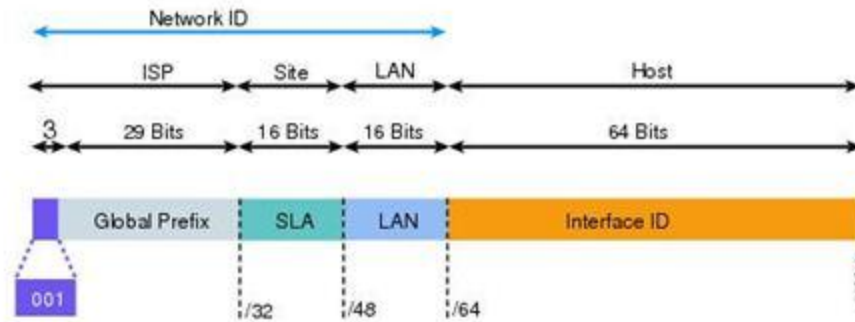 Network ID
ISP Site LAN Host
3 29 Bits 16 Bits 16 Bits 64 Bits
Global Prefix SLA LAN Interface ID
001 /32 /48 /64